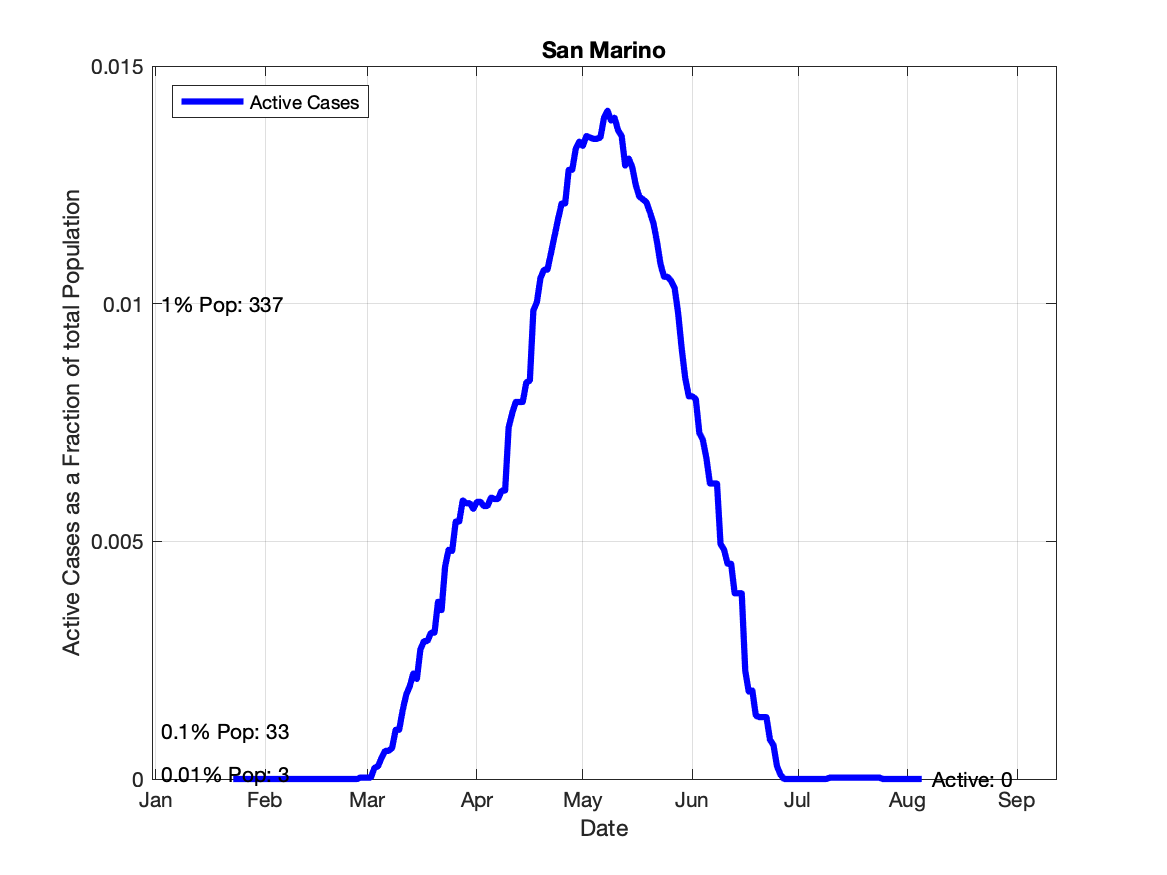 San Marino
0.015
Active Cases
Active Cases as a Fraction of total Population
0.01
1% Pop: 337
0.005
0.1% Pop: 33
0
0.01% Pop: 3
Active: 0
Jan Feb Mar Apr May Jun Jul Aug Sep
Date